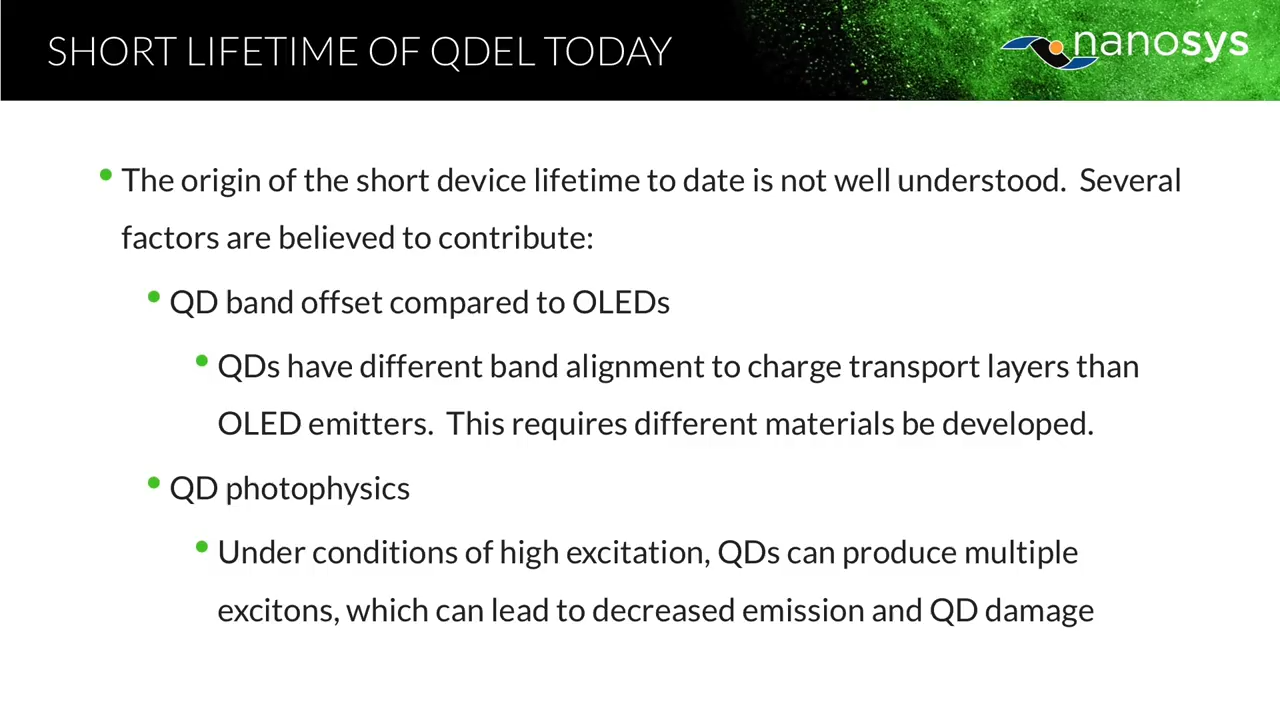 SHORT LIFETIME OF QDEL TODAY
nanosys
• The origin of the short device lifetime to date is not well understood.  Several
factors are believed to contribute:
• QD band offset compared to OLEDs
• QDs have different band alignment to charge transport layers than
OLED emitters.  This requires different materials be developed.
• QD photophysics
• Under conditions of high excitation, QDs can produce multiple
excitons, which can lead to decreased emission and QD damage